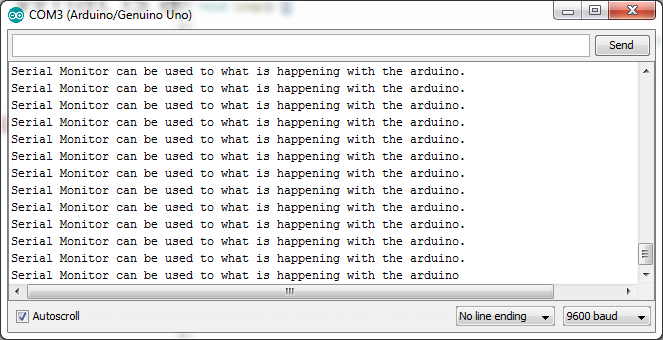 COM3 (Arduino/Genuino Uno)
Send
Serial Monitor can be used to what is happening with the arduino.
Serial Monitor can be used to what is happening with the arduino.
Serial Monitor can be used to what is happening with the arduino.
Serial Monitor can be used to what is happening with the arduino.
Serial Monitor can be used to what is happening with the arduino.
Serial Monitor can be used to what is happening with the arduino.
Serial Monitor can be used to what is happening with the arduino.
Serial Monitor can be used to what is happening with the arduino.
Serial Monitor can be used to what is happening with the arduino.
Serial Monitor can be used to what is happening with the arduino.
Serial Monitor can be used to what is happening with the arduino.
Serial Monitor can be used to what is happening with the arduino.
Serial Monitor can be used to what is happening with the arduino
Autoscroll No line ending 9600 baud